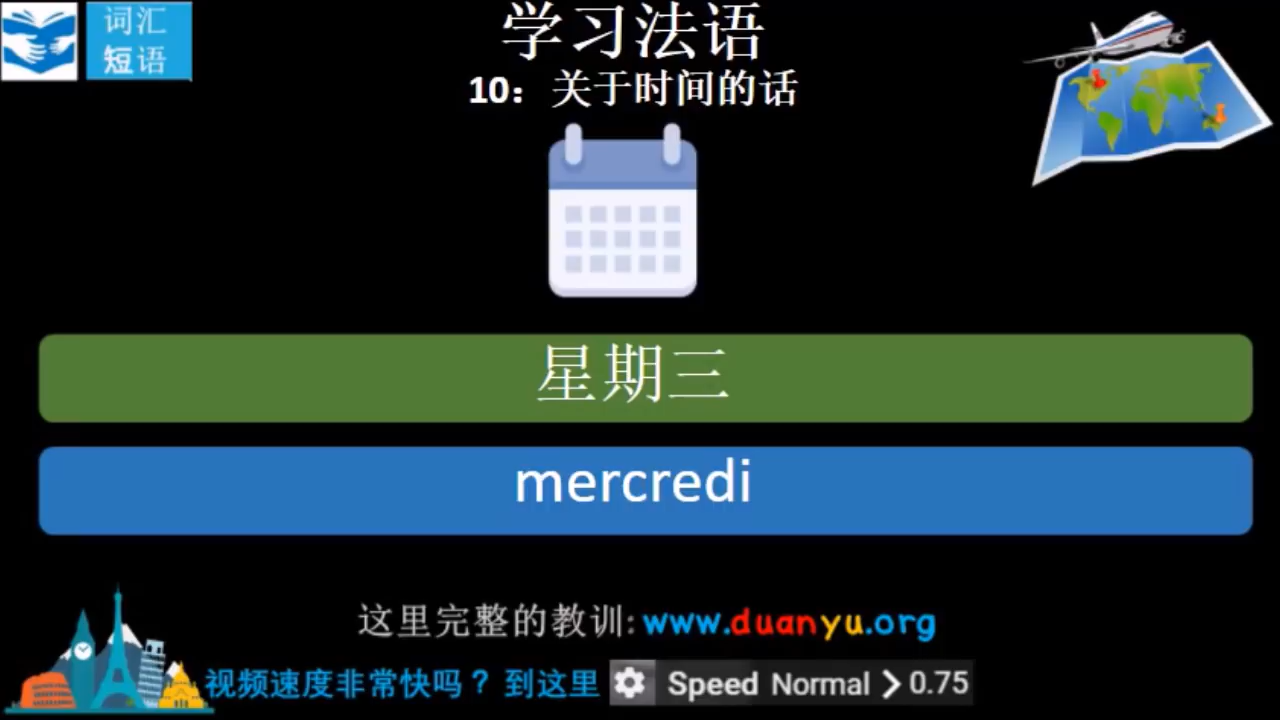 词汇
短语
学习法语
10：关于时间的话
星期三
mercredi
这里完整的教训: www.duanyu.org
视频速度非常快吗？ 到这里 Speed Normal > 0.75